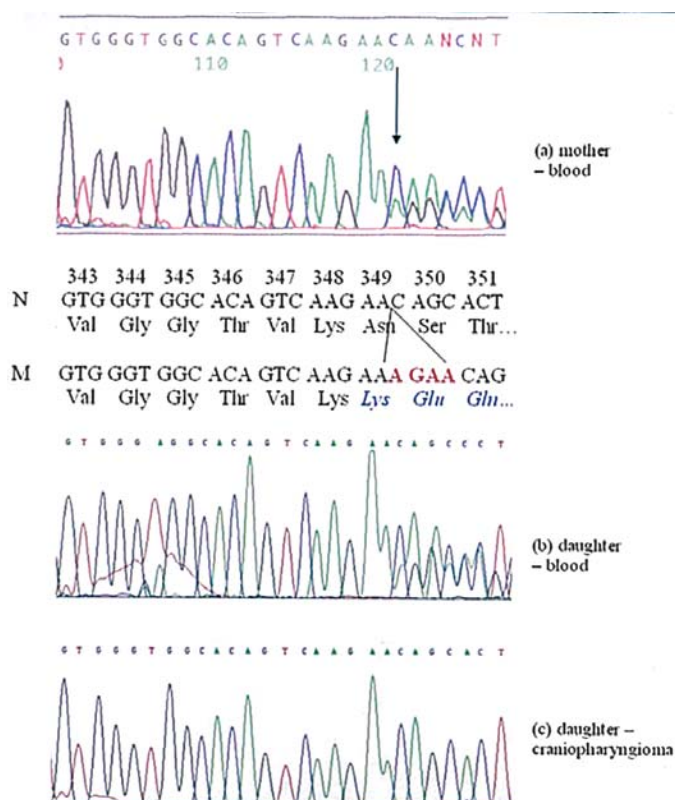 GTGGGTGGCACAGTCAAGAACAANCNT
110 120
(a) mother
– blood
343 344 345 346 347 348 349 350 351
N GTG GGT GGC ACA GTC AAG AAC AGC ACT
Val Gly Gly Thr Val Lys Asn Ser Thr...
M GTG GGT GGC ACA GTC AAG AAA AGAA CAG
Val Gly Gly Thr Val Lys Lys Glu Glu...
G T G G G A G G C A C A G T C A A G A A C A G C C C T
(b) daughter
– blood
G T G G G T G G C A C A G T C A A G A A C A G C A C T
(c) daughter –
craniopharyngioma